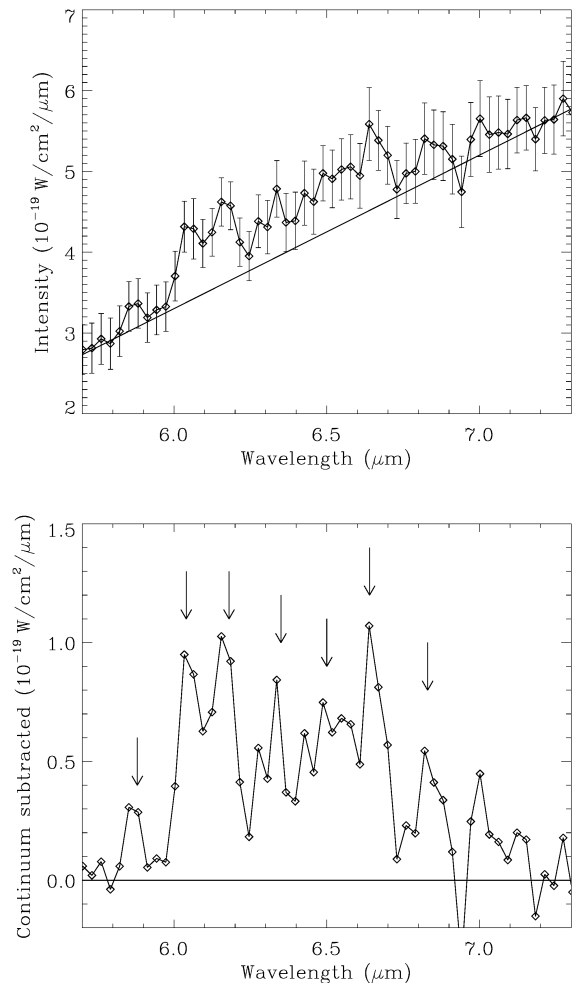 7
6
5
4
3
2
Intensity (10⁻¹⁹ W/cm²/μm)
6.0 6.5 7.0
Wavelength (μm)
1.5
1.0
0.5
0.0
Continuum subtracted (10⁻¹⁹ W/cm²/μm)
6.0 6.5 7.0
Wavelength (μm)